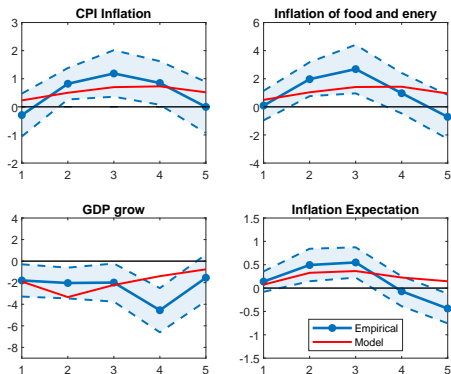 CPI Inflation
3
2
1
0
-1
-2
1 2 3 4 5
Inflation of food and enery
6
4
2
0
-2
-4
1 2 3 4 5
GDP grow
4
2
0
-2
-4
-6
-8
1 2 3 4 5
Inflation Expectation
1.5
1
0.5
0
-0.5
-1
-1.5
1 2 3 4 5
Empirical
Model